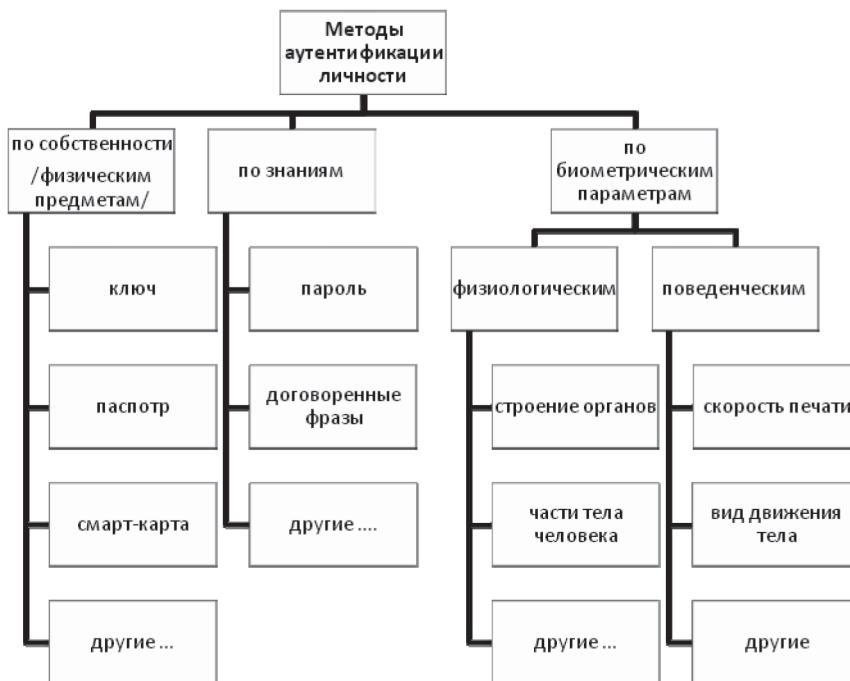 Методы
аутентификации
личности
по собственности
/физическим
предметам/
по знаниям
по
биометрическим
параметрам
ключ
паспотр
смарт-карта
другие ...
пароль
договоренные
фразы
другие ....
физиологическим
поведенческим
строение органов
части тела
человека
другие ...
скорость печати
вид движения
тела
другие